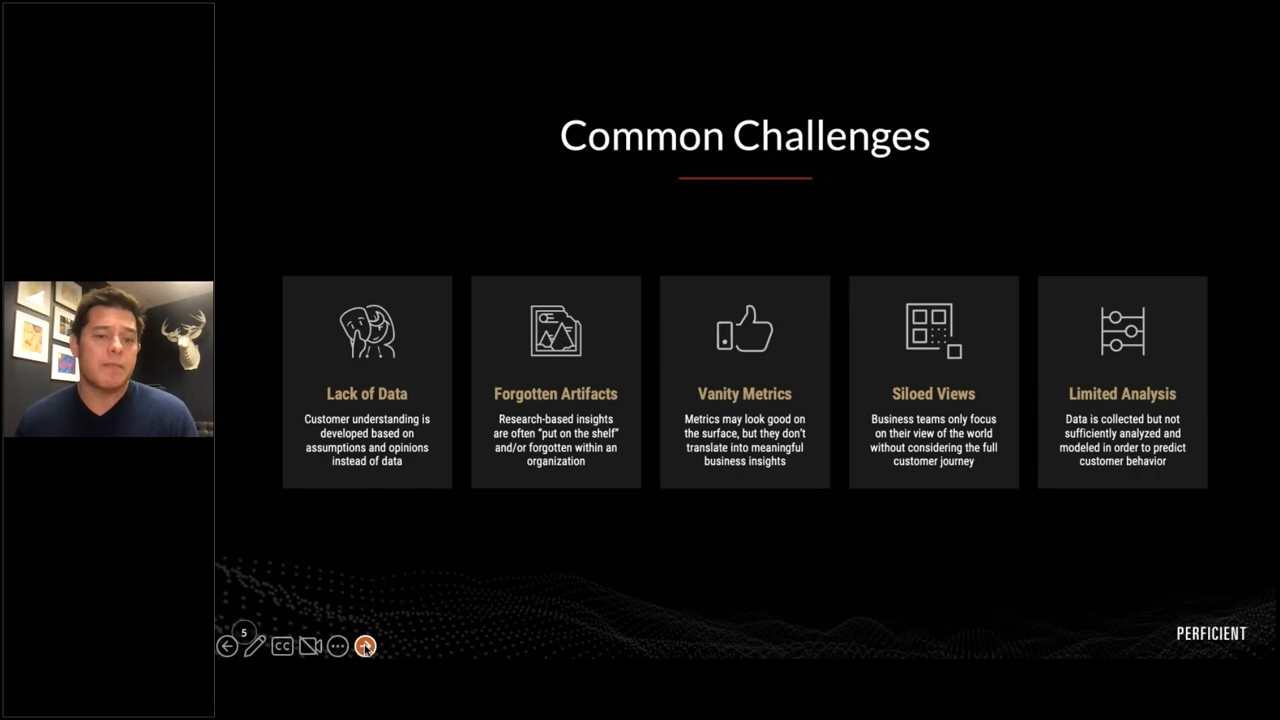 Common Challenges
Lack of Data
Customer understanding is
developed based on
assumptions and opinions
instead of data
Forgotten Artifacts
Research-based insights
are often “put on the shelf”
and/or forgotten within an
organization
Vanity Metrics
Metrics may look good on
the surface, but they don’t
translate into meaningful
business insights
Siloed Views
Business teams only focus
on their view of the world
without considering the full
customer journey
Limited Analysis
Data is collected but not
sufficiently analyzed and
modeled in order to predict
customer behavior
5
CC
PERFICIENT